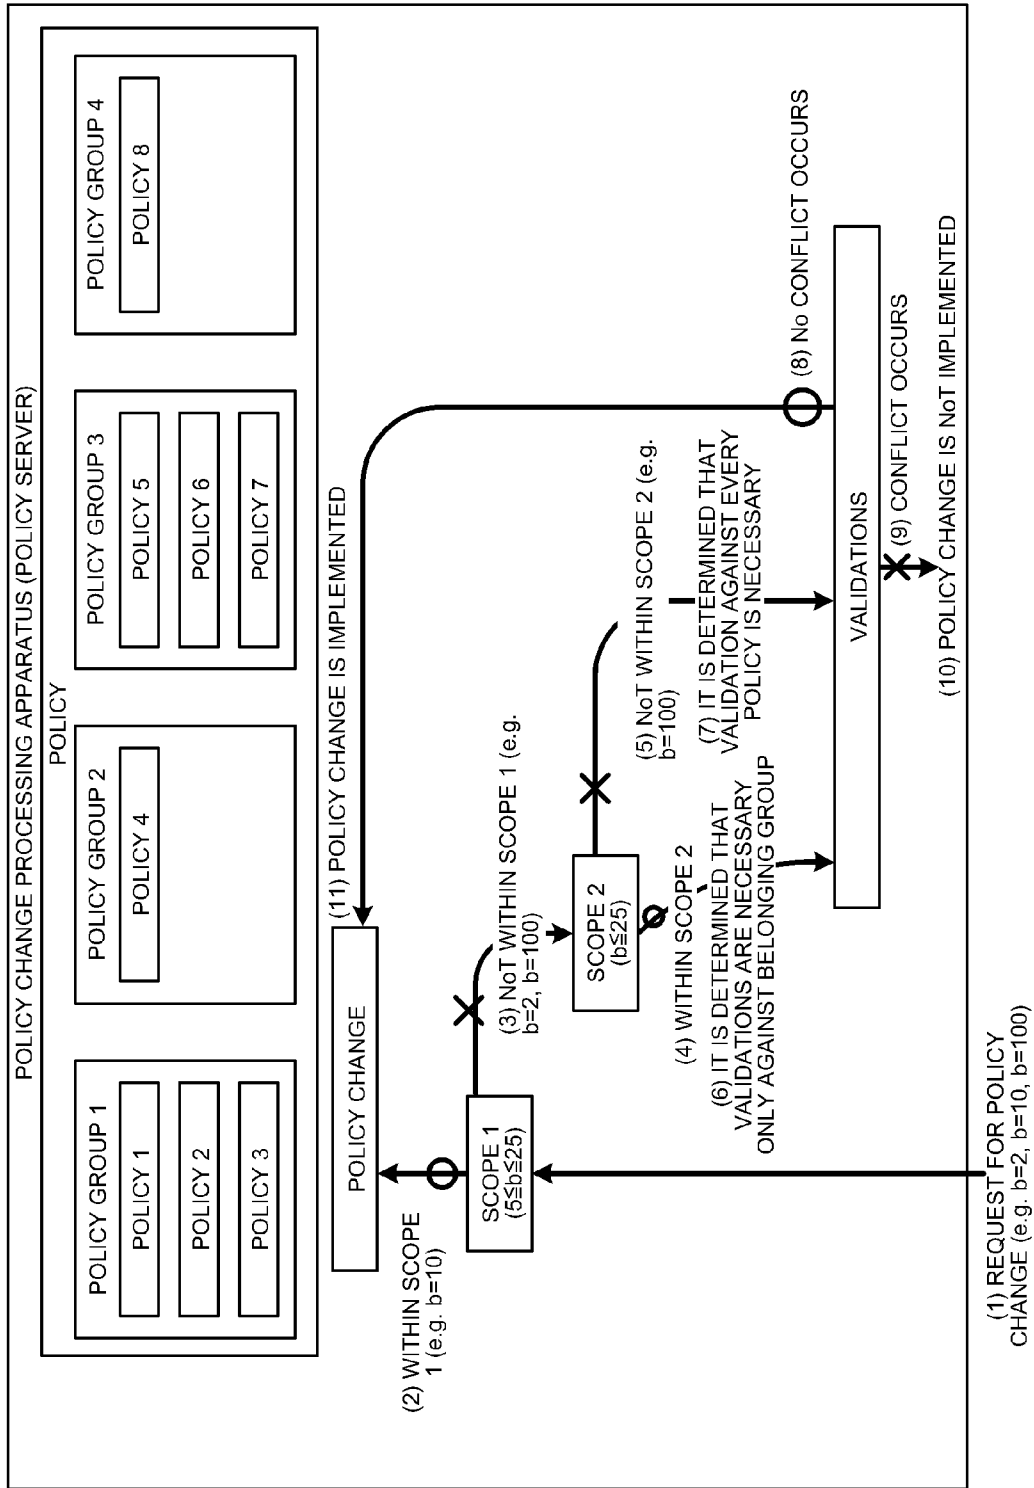 POLICY CHANGE PROCESSING APPARATUS (POLICY SERVER)
POLICY
POLICY GROUP 1
POLICY 1
POLICY 2
POLICY 3
POLICY GROUP 2
POLICY 4
POLICY GROUP 3
POLICY 5
POLICY 6
POLICY 7
POLICY GROUP 4
POLICY 8
(11) POLICY CHANGE IS IMPLEMENTED
POLICY CHANGE
(2) WITHIN SCOPE
1 (e.g. b=10)
SCOPE 1
(5≦b≦25)
(3) NoT WITHIN SCOPE 1 (e.g.
b=2, b=100)
SCOPE 2
(b≦25)
(5) NoT WITHIN SCOPE 2 (e.g.
b=100)
(4) WITHIN SCOPE 2
(6) IT IS DETERMINED THAT
VALIDATIONS ARE NECESSARY
ONLY AGAINST BELONGING GROUP
(7) IT IS DETERMINED THAT
VALIDATION AGAINST EVERY
POLICY IS NECESSARY
(8) No CONFLICT OCCURS
VALIDATIONS
(9) CONFLICT OCCURS
(10) POLICY CHANGE IS NoT IMPLEMENTED
(1) REQUEST FOR POLICY
CHANGE (e.g. b=2, b=10, b=100)